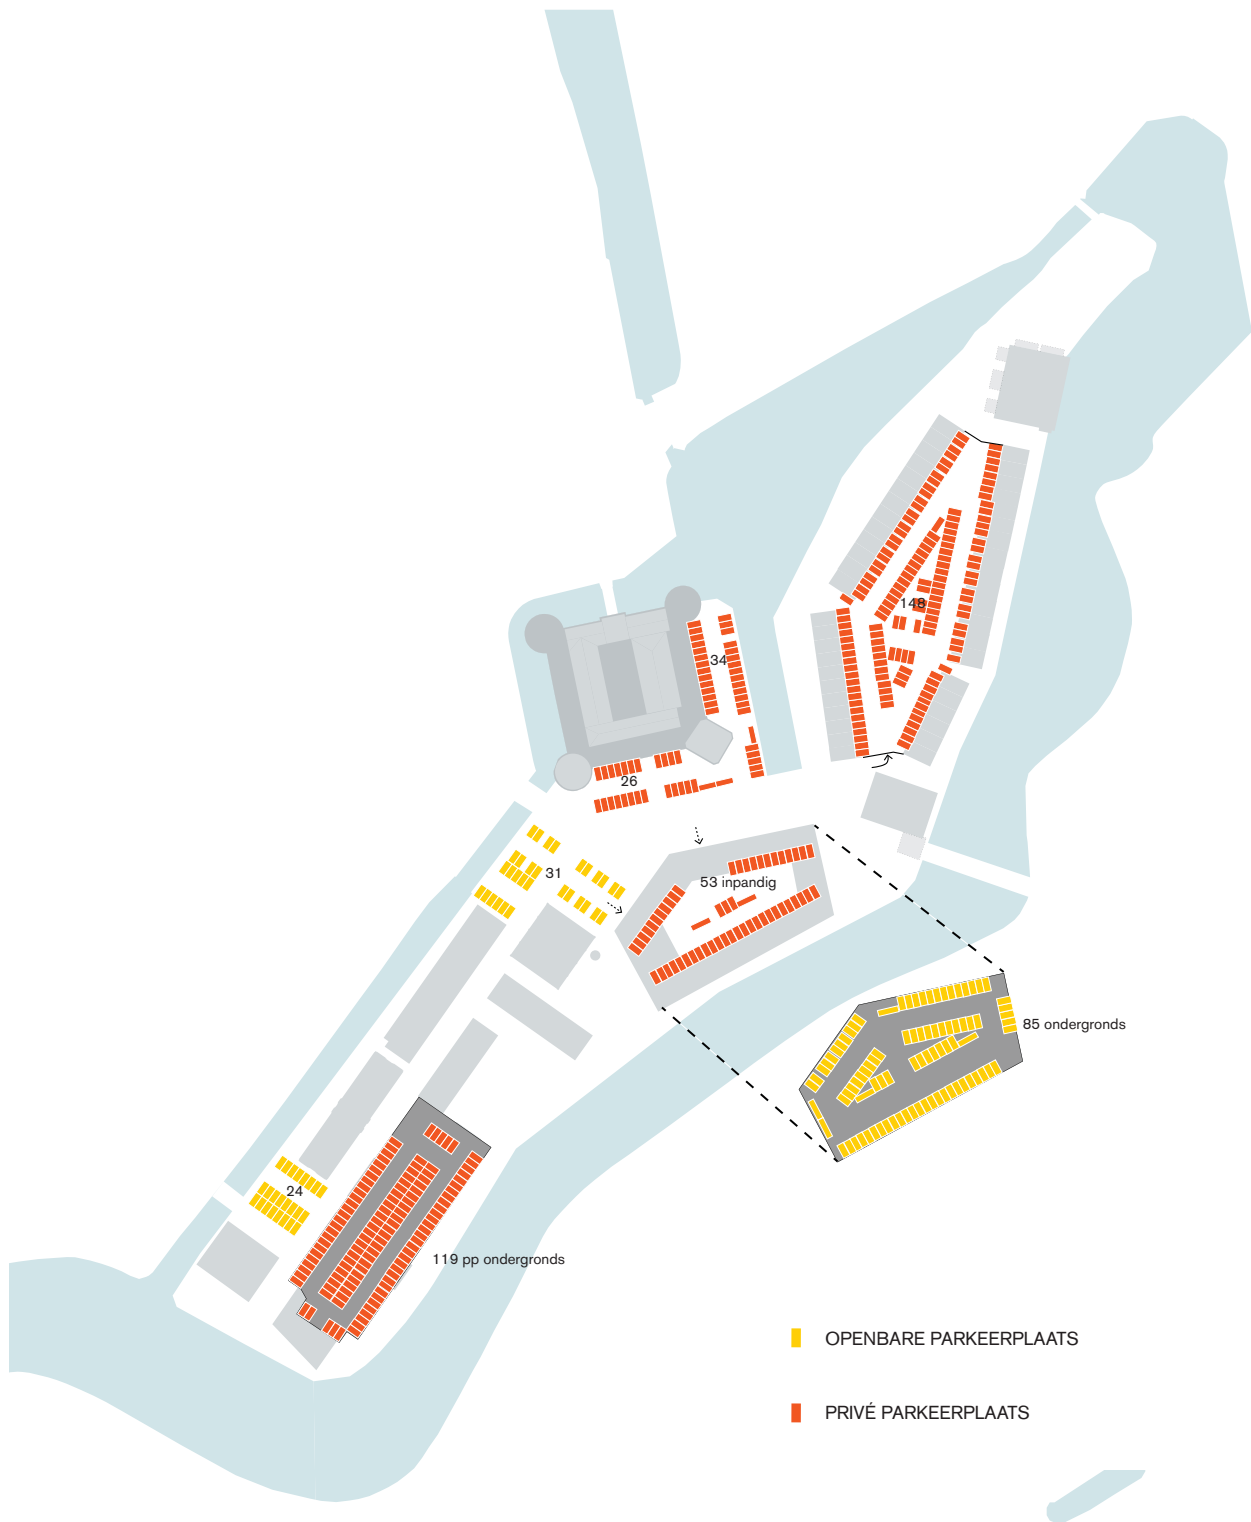 148
34
26
31
53 inpandig
85 ondergronds
24
119 pp ondergronds
OPENBARE PARKEERPLAATS
PRIVÉ PARKEERPLAATS